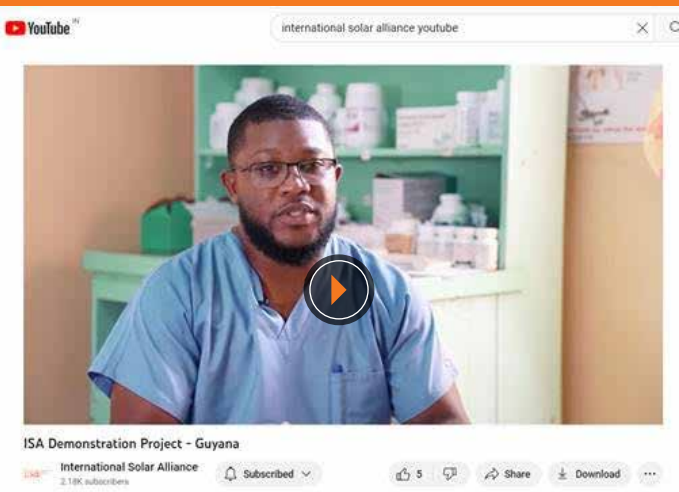 YouTube IN
international solar alliance youtube
ISA Demonstration Project - Guyana
International Solar Alliance
2.18K subscribers
Subscribed
5
Share
Download